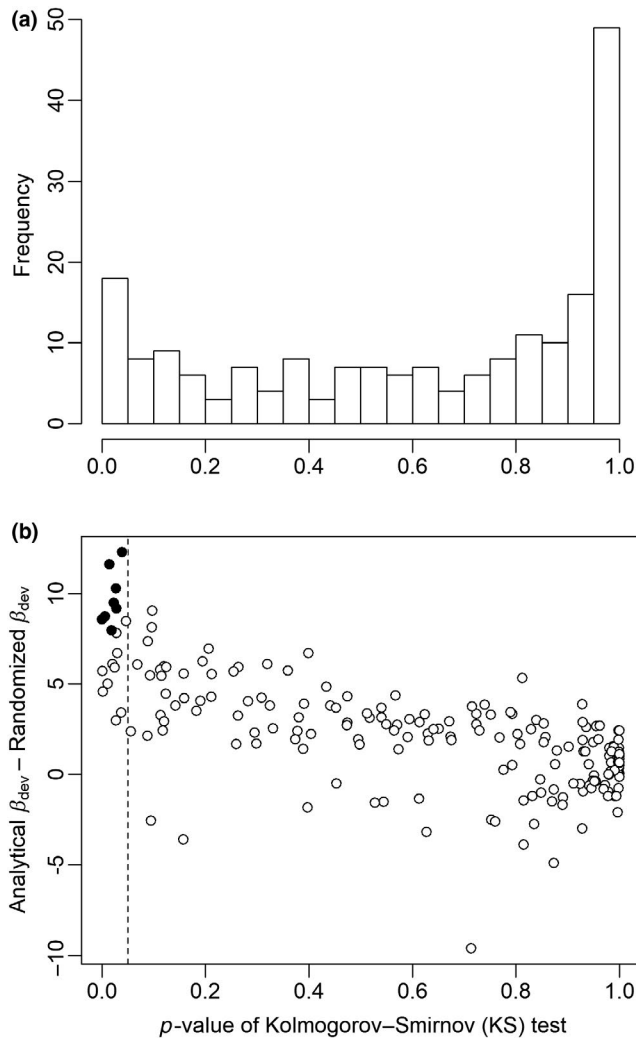 (a)
Frequency
50
40
30
20
10
0
0.0 0.2 0.4 0.6 0.8 1.0
(b)
Analytical βdev – Randomized βdev
10
5
0
−5
−10
0.0 0.2 0.4 0.6 0.8 1.0
p-value of Kolmogorov–Smirnov (KS) test